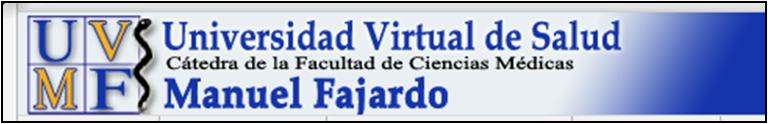 UV
MF
Universidad Virtual de Salud
Cátedra de la Facultad de Ciencias Médicas
Manuel Fajardo